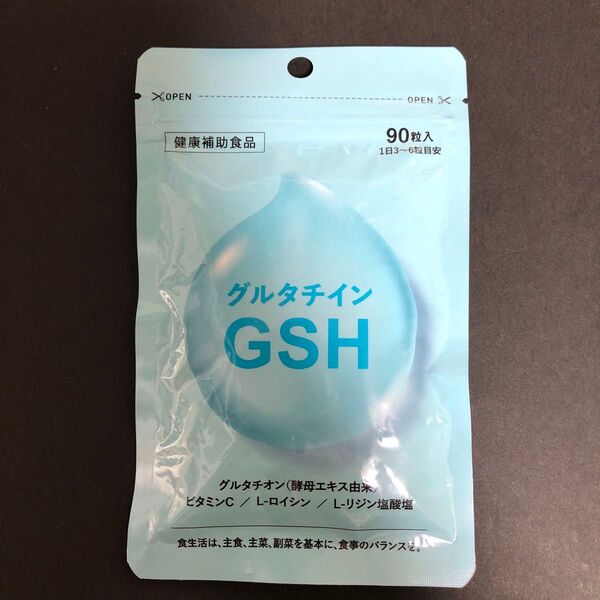 OPEN
OPEN
健康補助食品
90粒入
1日3〜6粒目安
グルタチイン
GSH
グルタチオン(酵母エキス由来)
ビタミンC / L-ロイシン / L-リジン塩酸塩
食生活は、主食、主菜、副菜を基本に、食事のバランスを。